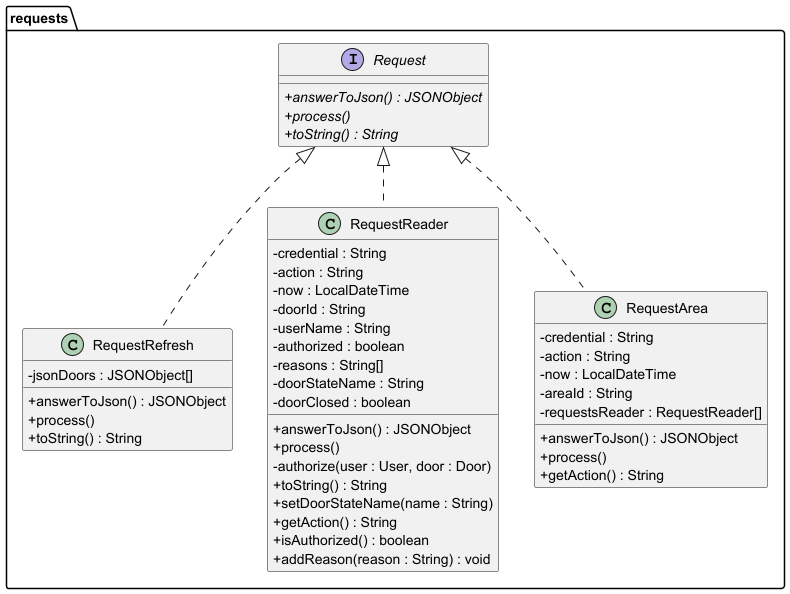 requests
I Request
+answerToJson() : JSONObject
+process()
+toString() : String
C RequestRefresh
-jsonDoors : JSONObject[]
+answerToJson() : JSONObject
+process()
+toString() : String
C RequestReader
-credential : String
-action : String
-now : LocalDateTime
-doorId : String
-userName : String
-authorized : boolean
-reasons : String[]
-doorStateName : String
-doorClosed : boolean
+answerToJson() : JSONObject
+process()
-authorize(user : User, door : Door)
+toString() : String
+setDoorStateName(name : String)
+getAction() : String
+isAuthorized() : boolean
+addReason(reason : String) : void
C RequestArea
-credential : String
-action : String
-now : LocalDateTime
-areaId : String
-requestsReader : RequestReader[]
+answerToJson() : JSONObject
+process()
+getAction() : String